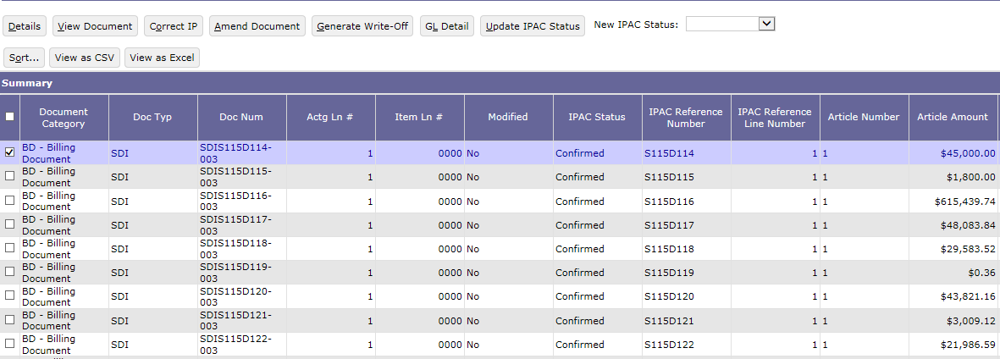 Details View Document Correct IP Amend Document Generate Write-Off GL Detail Update IPAC Status New IPAC Status:
Sort... View as CSV View as Excel
Summary
Document Category Doc Typ Doc Num Actg Ln # Item Ln # Modified IPAC Status IPAC Reference Number IPAC Reference Line Number Article Number Article Amount
BD - Billing Document SDI SDIS115D114-003 1 0000 No Confirmed S115D114 1 1 $45,000.00
BD - Billing Document SDI SDIS115D115-003 1 0000 No Confirmed S115D115 1 1 $1,800.00
BD - Billing Document SDI SDIS115D116-003 1 0000 No Confirmed S115D116 1 1 $615,439.74
BD - Billing Document SDI SDIS115D117-003 1 0000 No Confirmed S115D117 1 1 $48,083.84
BD - Billing Document SDI SDIS115D118-003 1 0000 No Confirmed S115D118 1 1 $29,583.52
BD - Billing Document SDI SDIS115D119-003 1 0000 No Confirmed S115D119 1 1 $0.36
BD - Billing Document SDI SDIS115D120-003 1 0000 No Confirmed S115D120 1 1 $43,821.16
BD - Billing Document SDI SDIS115D121-003 1 0000 No Confirmed S115D121 1 1 $3,009.12
BD - Billing Document SDI SDIS115D122-003 1 0000 No Confirmed S115D122 1 1 $21,986.59